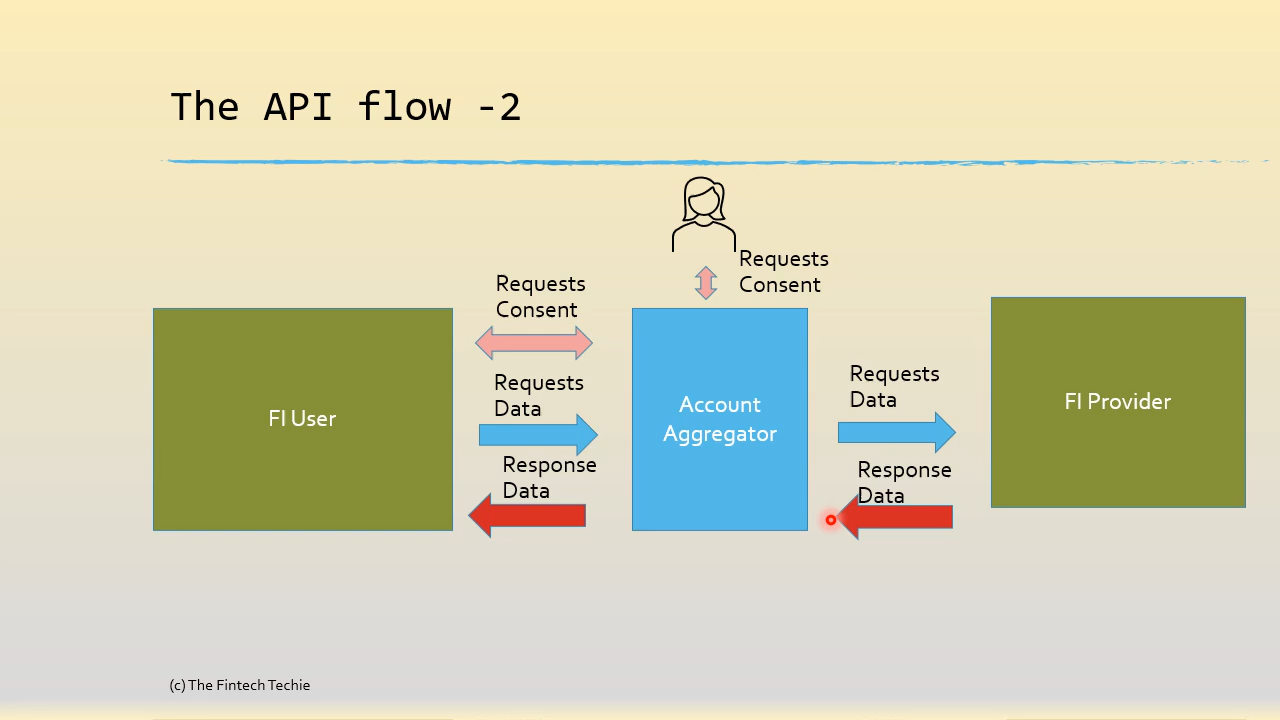 The API flow -2
Requests
Consent
Requests
Consent
FI User
Requests
Data
Response
Data
Account
Aggregator
Requests
Data
Response
Data
FI Provider
(c) The Fintech Techie